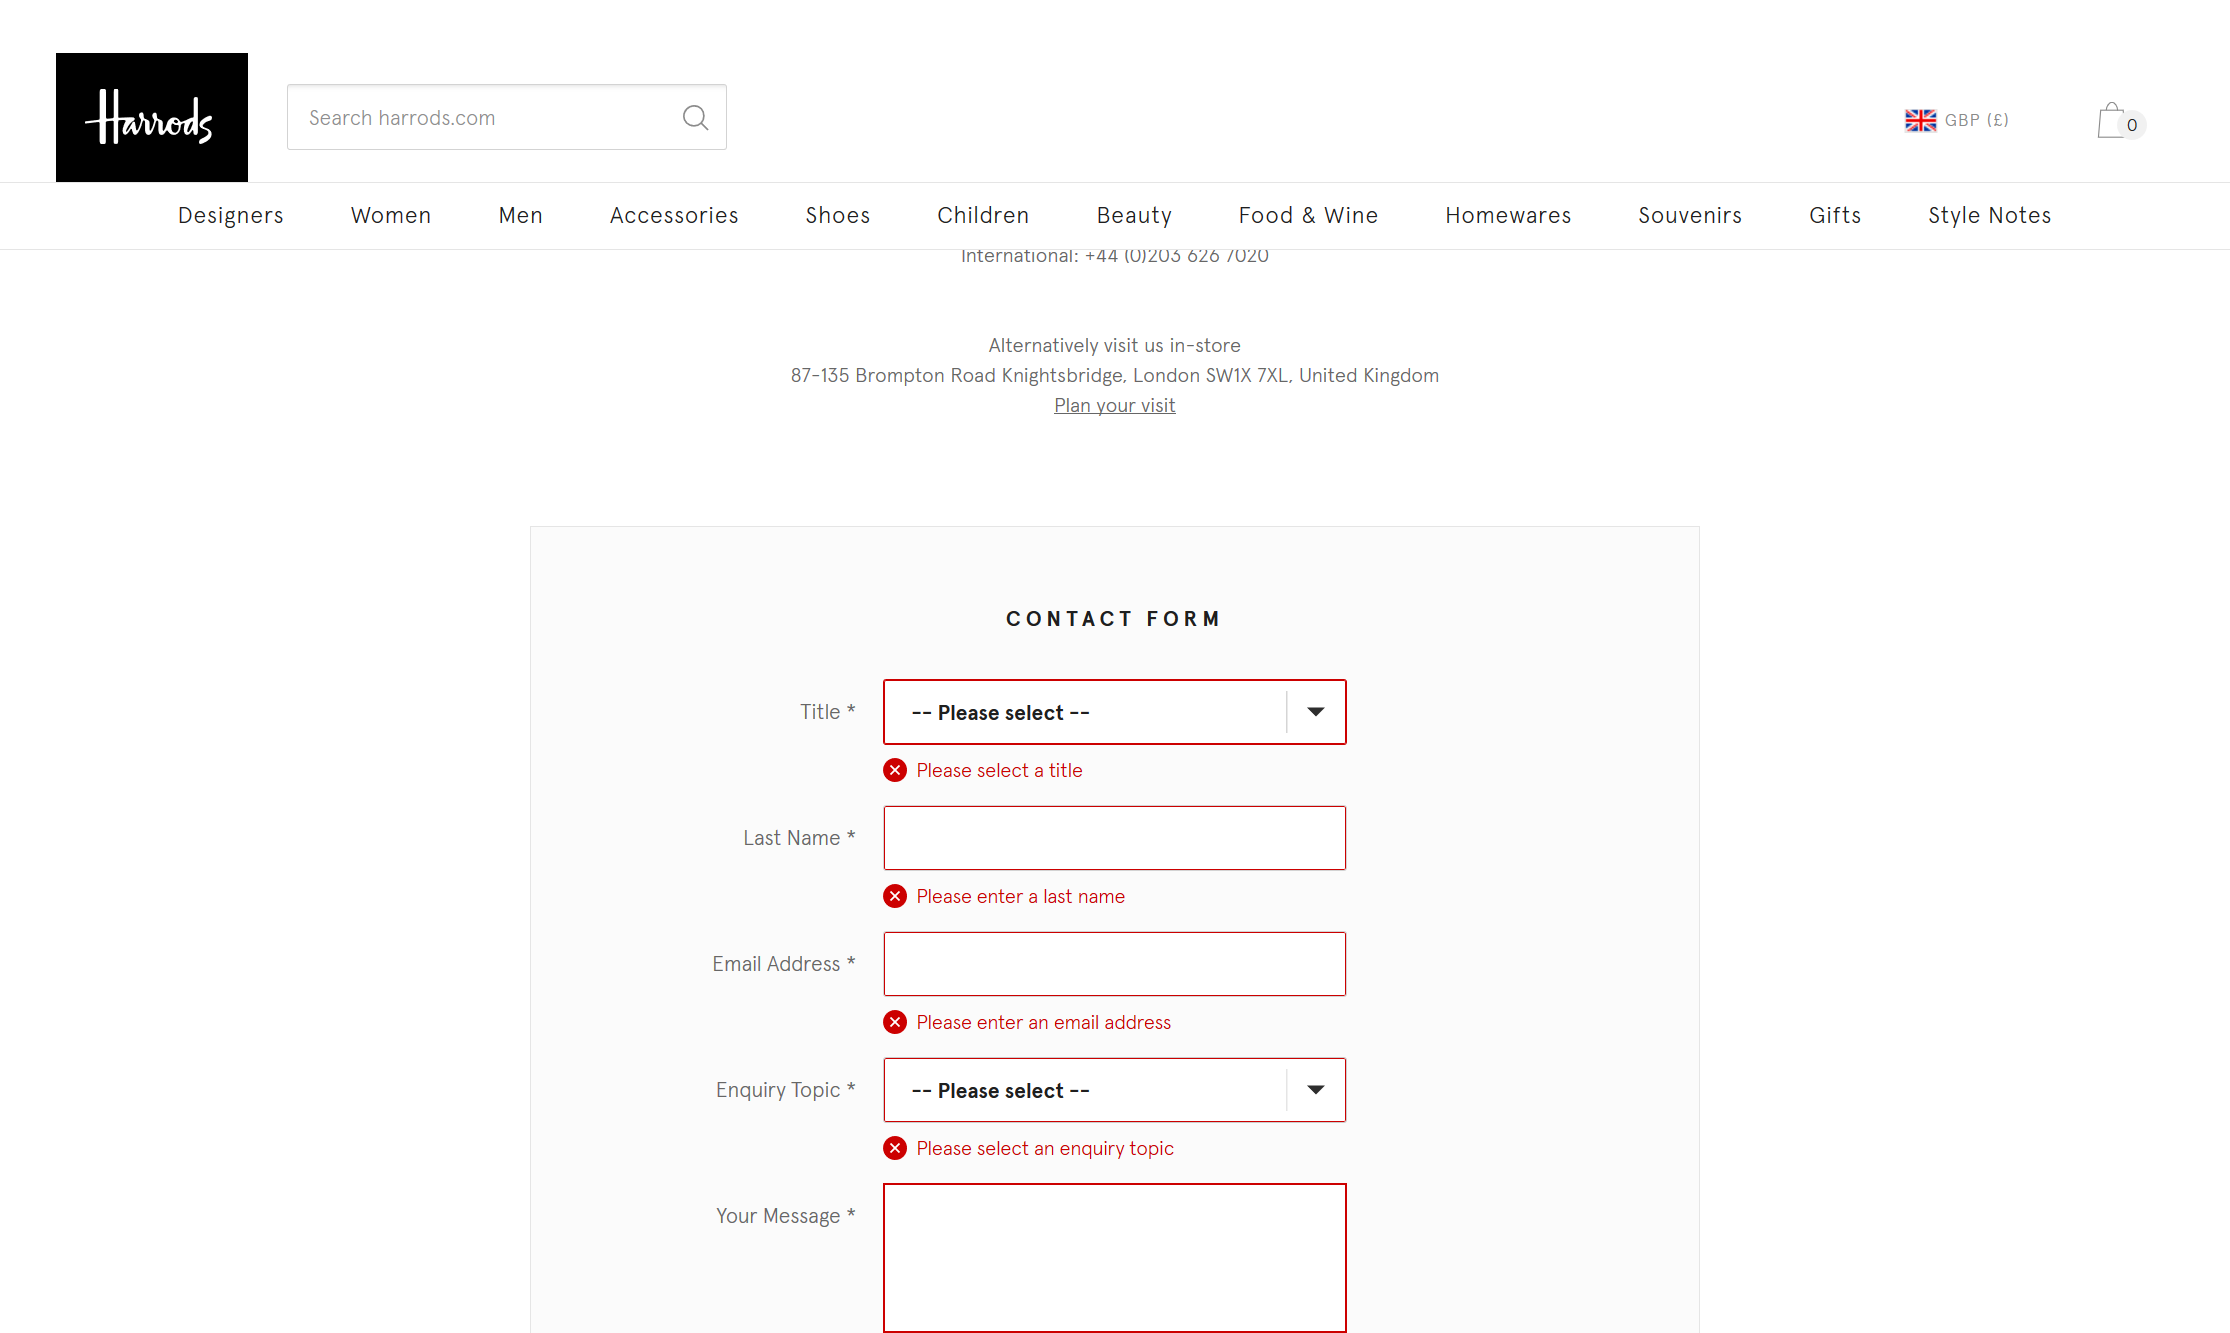 Harrods
Search harrods.com
GBP (£)
0
Designers Women Men Accessories Shoes Children Beauty Food & Wine Homewares Souvenirs Gifts Style Notes
International: +44 (0)203 626 7020
Alternatively visit us in-store
87-135 Brompton Road Knightsbridge, London SW1X 7XL, United Kingdom
Plan your visit
CONTACT FORM
Title *
-- Please select --
Please select a title
Last Name *
Please enter a last name
Email Address *
Please enter an email address
Enquiry Topic *
-- Please select --
Please select an enquiry topic
Your Message *